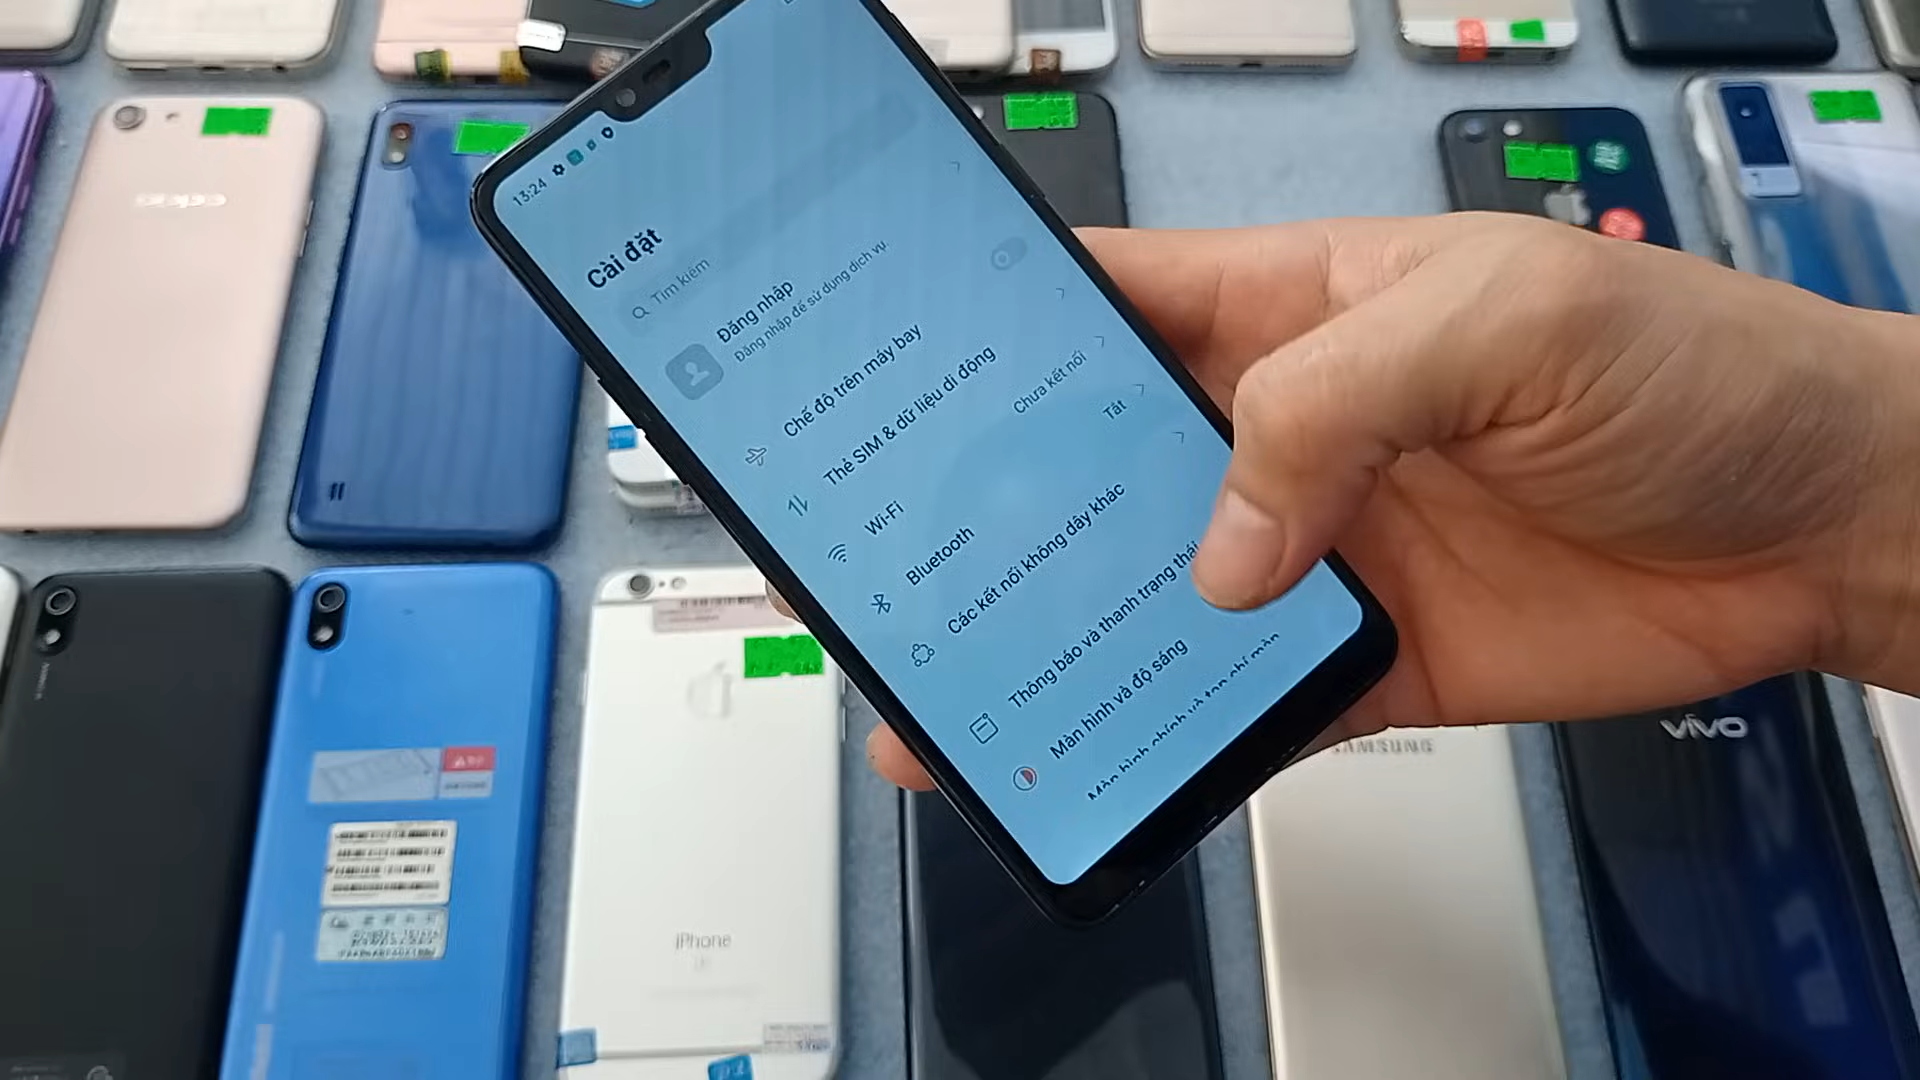 13:24
Cài đặt
Tìm kiếm
Đăng nhập
Đăng nhập để sử dụng dịch vụ.
Chế độ trên máy bay
Thẻ SIM & dữ liệu di động
Wi-Fi
Chưa kết nối
Bluetooth
Tắt
Các kết nối không dây khác
Thông báo và thanh trạng thái
Màn hình và độ sáng
oppo
iPhone
SAMSUNG
vivo